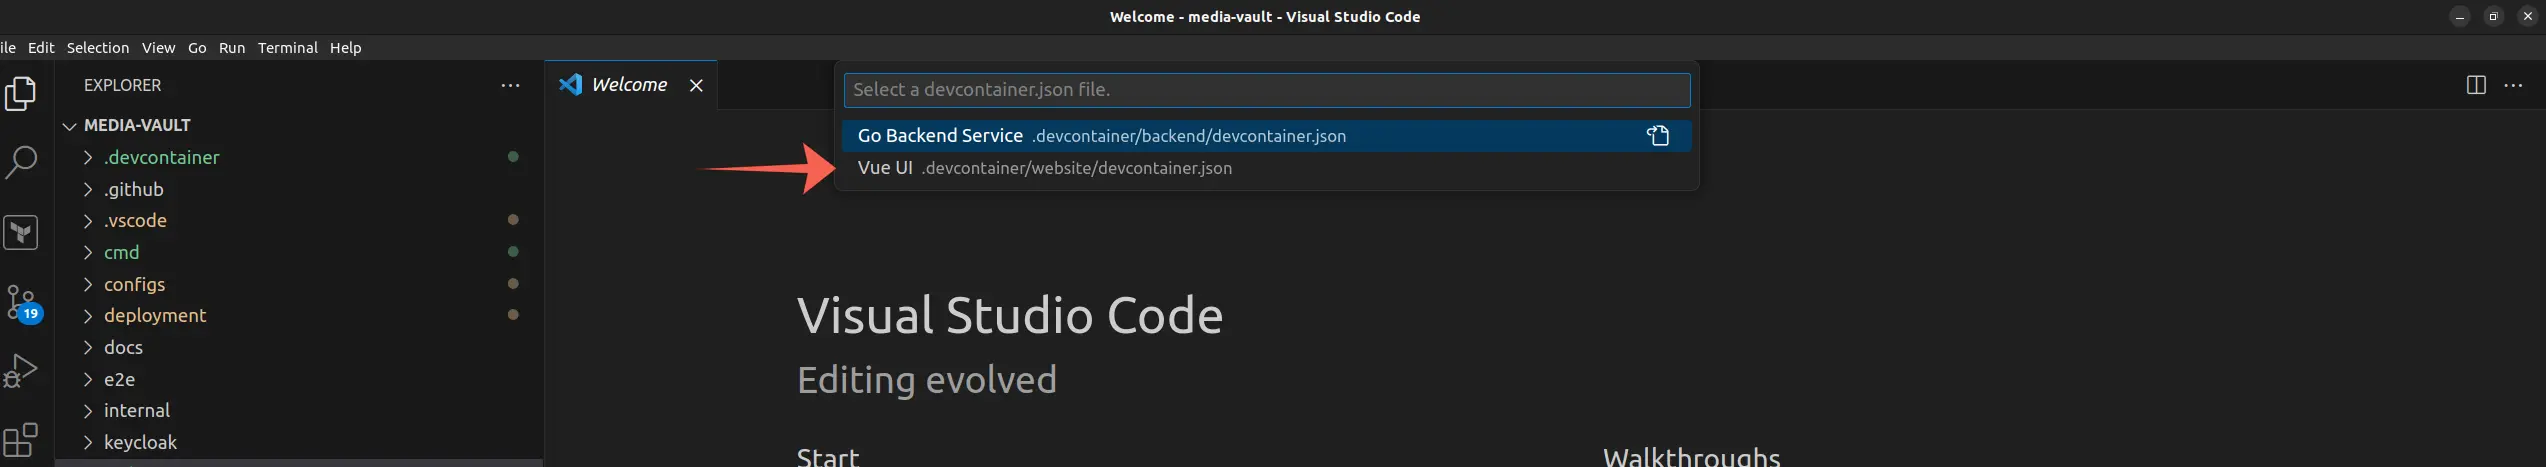 Welcome - media-vault - Visual Studio Code
ile Edit Selection View Go Run Terminal Help
EXPLORER
Welcome
Select a devcontainer.json file.
Go Backend Service .devcontainer/backend/devcontainer.json
Vue UI .devcontainer/website/devcontainer.json
MEDIA-VAULT
.devcontainer
.github
.vscode
cmd
configs
deployment
docs
e2e
internal
keycloak
19
Visual Studio Code
Editing evolved
Start
Walkthroughs